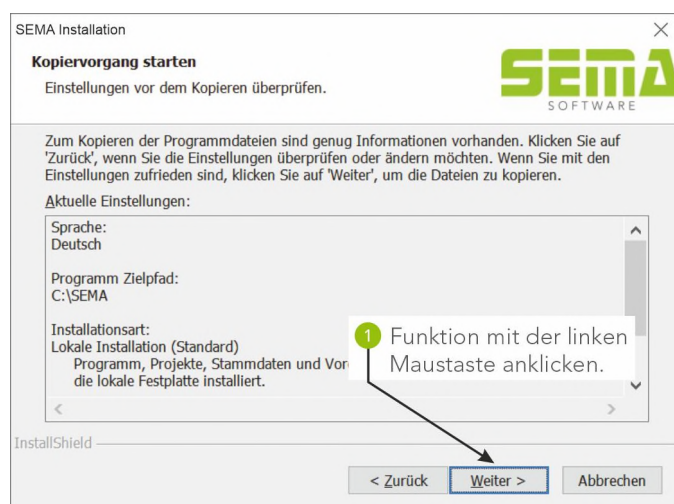 SEMA Installation
Kopiervorgang starten
Einstellungen vor dem Kopieren überprüfen.
SEMA
SOFTWARE
Zum Kopieren der Programmdateien sind genug Informationen vorhanden. Klicken Sie auf
'Zurück', wenn Sie die Einstellungen überprüfen oder ändern möchten. Wenn Sie mit den
Einstellungen zufrieden sind, klicken Sie auf 'Weiter', um die Dateien zu kopieren.
Aktuelle Einstellungen:
Sprache:
Deutsch
Programm Zielpfad:
C:\SEMA
Installationsart:
Lokale Installation (Standard)
Programm, Projekte, Stammdaten und
die lokale Festplatte installiert.
1 Funktion mit der linken
Maustaste anklicken.
InstallShield
< Zurück
Weiter >
Abbrechen